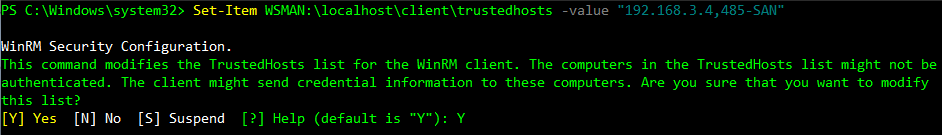 PS C:\Windows\system32> Set-Item WSMAN:\localhost\client\trustedhosts -value "192.168.3.4,485-SAN"
WinRM Security Configuration.
This command modifies the TrustedHosts list for the WinRM client. The computers in the TrustedHosts list might not be
authenticated. The client might send credential information to these computers. Are you sure that you want to modify
this list?
[Y] Yes  [N] No  [S] Suspend  [?] Help (default is "Y"): Y